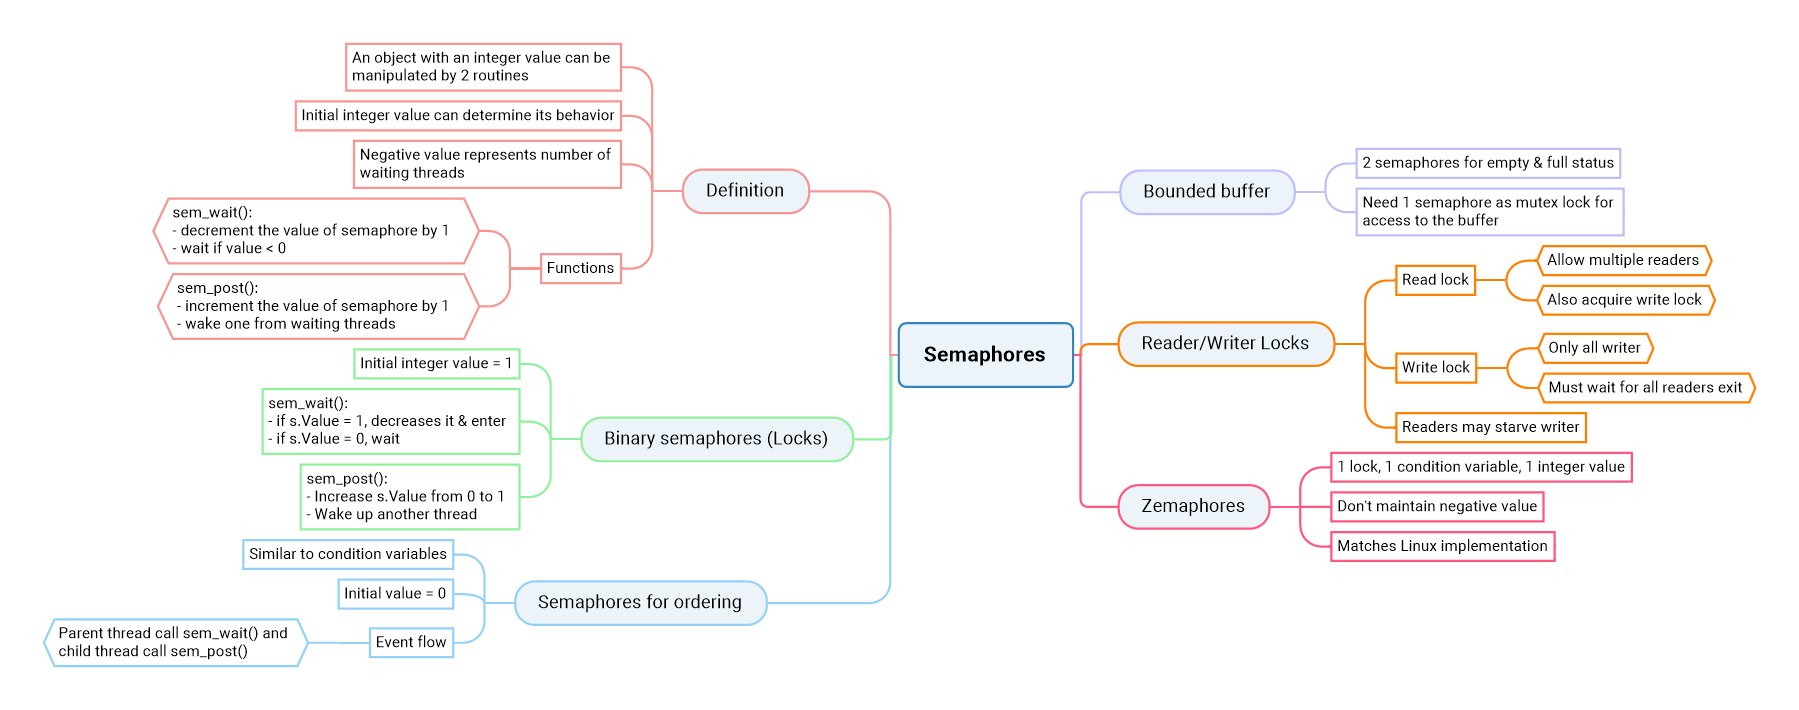 Semaphores
Definition
An object with an integer value can be
manipulated by 2 routines
Initial integer value can determine its behavior
Negative value represents number of
waiting threads
Functions
sem_wait():
- decrement the value of semaphore by 1
- wait if value < 0
sem_post():
- increment the value of semaphore by 1
- wake one from waiting threads
Binary semaphores (Locks)
Initial integer value = 1
sem_wait():
- if s.Value = 1, decreases it & enter
- if s.Value = 0, wait
sem_post():
- Increase s.Value from 0 to 1
- Wake up another thread
Semaphores for ordering
Similar to condition variables
Initial value = 0
Event flow
Parent thread call sem_wait() and
child thread call sem_post()
Bounded buffer
2 semaphores for empty & full status
Need 1 semaphore as mutex lock for
access to the buffer
Reader/Writer Locks
Read lock
Allow multiple readers
Also acquire write lock
Write lock
Only all writer
Must wait for all readers exit
Readers may starve writer
Zemaphores
1 lock, 1 condition variable, 1 integer value
Don't maintain negative value
Matches Linux implementation